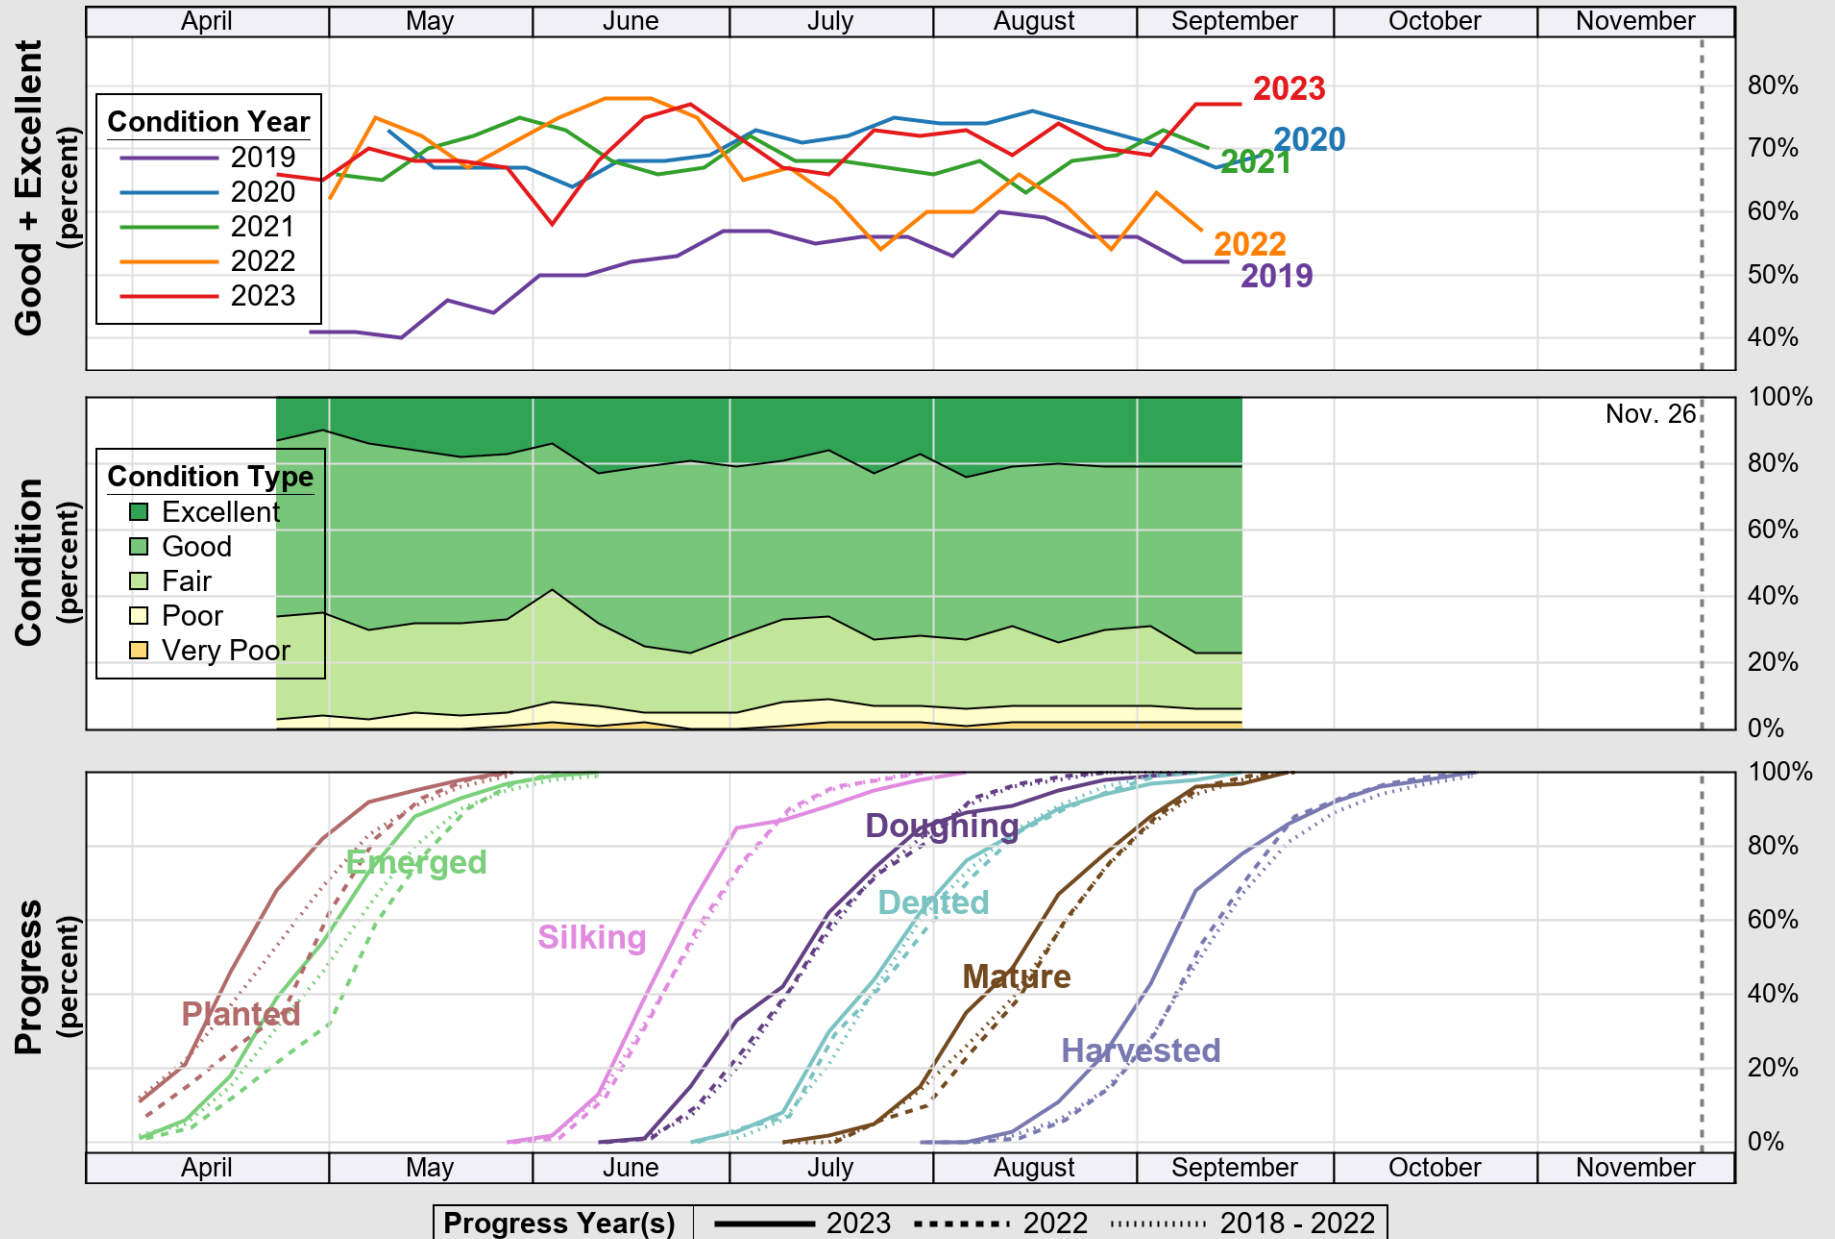 April May June July August September October November
Good + Excellent
(percent)
80%
70%
60%
50%
40%
Condition Year
2019
2020
2021
2022
2023
2023
2020
2021
2022
2019
Condition
(percent)
100%
80%
60%
40%
20%
0%
Nov. 26
Condition Type
Excellent
Good
Fair
Poor
Very Poor
Progress
(percent)
100%
80%
60%
40%
20%
0%
Doughing
Emerged
Dented
Silking
Mature
Planted
Harvested
April May June July August September October November
Progress Year(s) 2023 2022 2018 - 2022